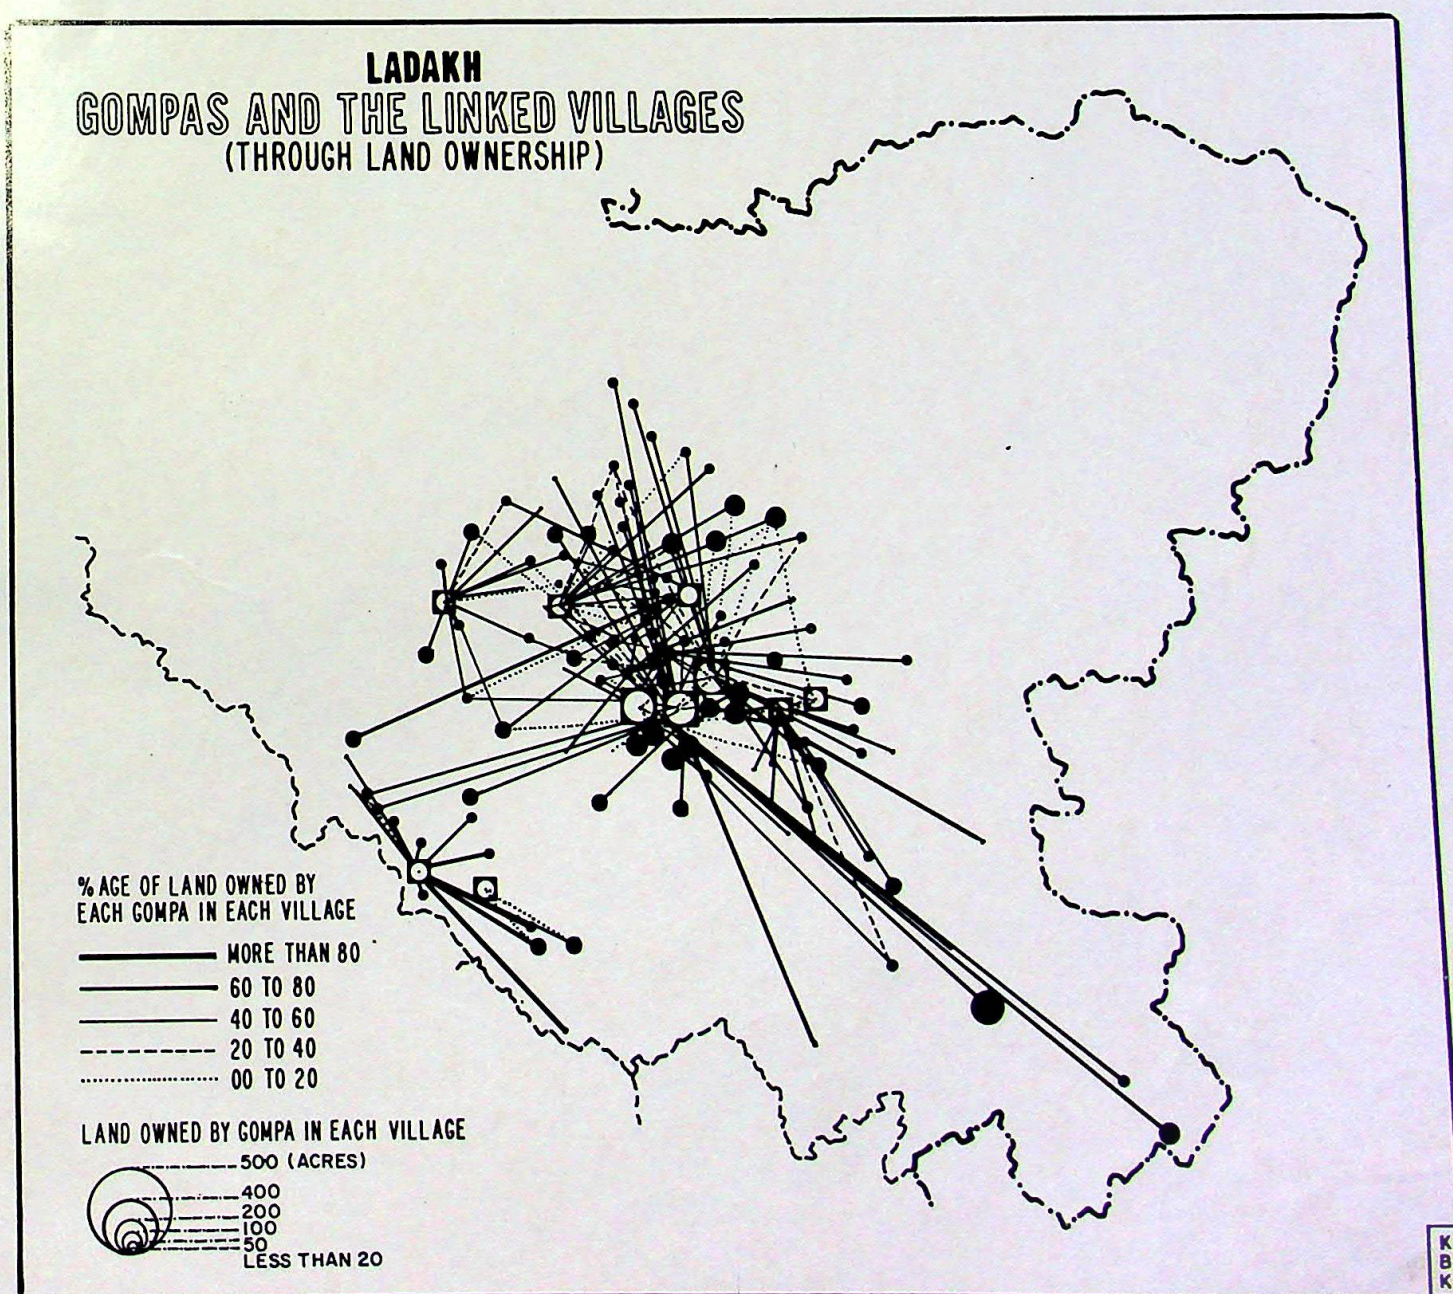 LADAKH
GOMPAS AND THE LINKED VILLAGES
(THROUGH LAND OWNERSHIP)
% AGE OF LAND OWNED BY
EACH GOMPA IN EACH VILLAGE
MORE THAN 80
60 TO 80
40 TO 60
20 TO 40
00 TO 20
LAND OWNED BY GOMPA IN EACH VILLAGE
500 (ACRES)
400
200
100
50
LESS THAN 20
K
B
K